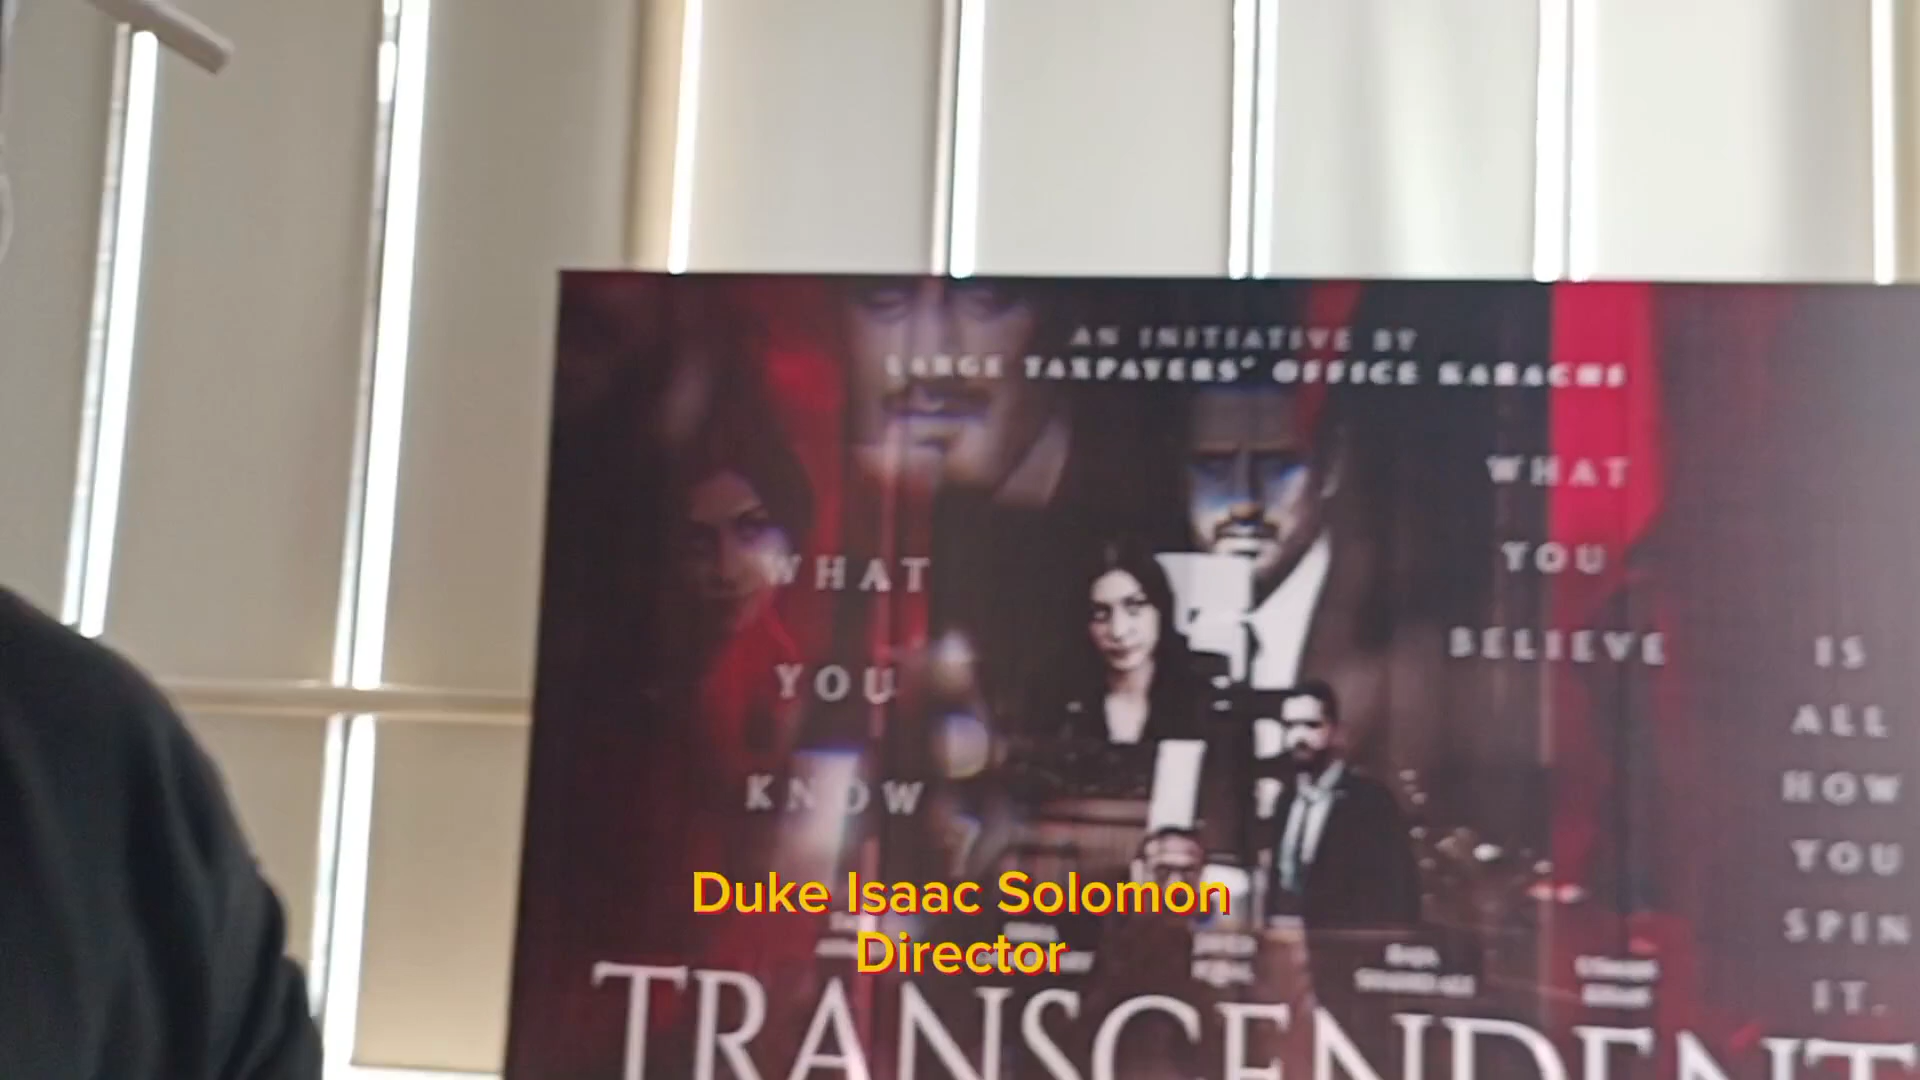 AN INITIATIVE BY
LARGE TAXPAYERS' OFFICE KARACHI
WHAT
YOU
KNOW
WHAT
YOU
BELIEVE
IS
ALL
HOW
YOU
SPIN
IT.
Duke Isaac Solomon
Director
TRANSCENDENT